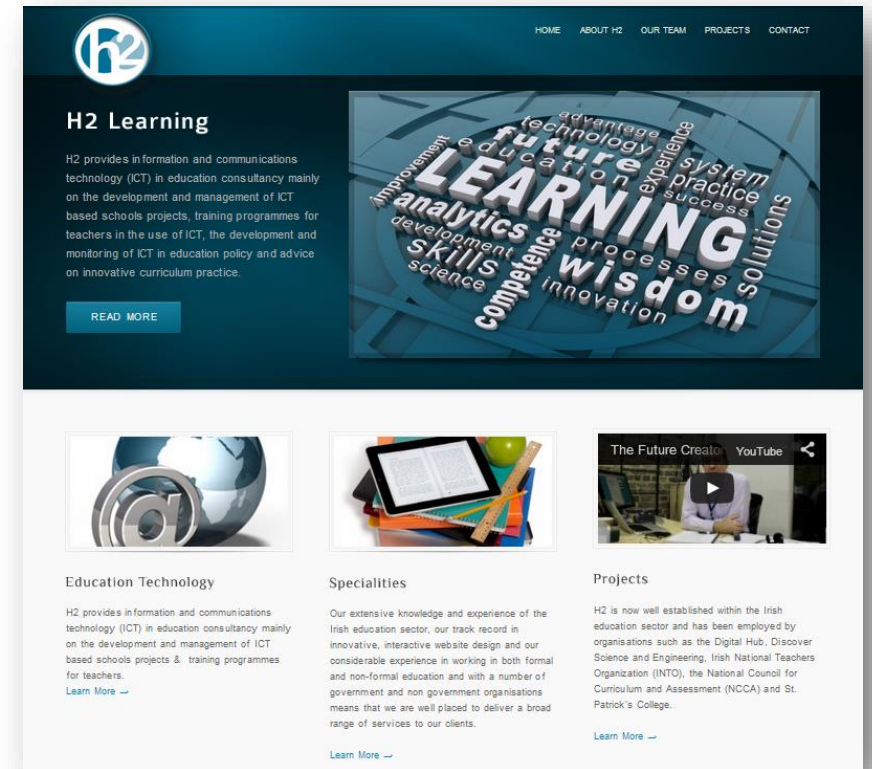 h2
HOME ABOUT H2 OUR TEAM PROJECTS CONTACT
H2 Learning
H2 provides information and communications
technology (ICT) in education consultancy mainly
on the development and management of ICT
based schools projects, training programmes for
teachers in the use of ICT, the development and
monitoring of ICT in education policy and advice
on innovative curriculum practice.
READ MORE
advantage
technology
future
education
improvement
experience
system
practice
success
LEARNING
analytics
development
skills
science
competence
processes
wisdom
innovation
solutions
@
The Future Creato YouTube
Education Technology
H2 provides information and communications
technology (ICT) in education consultancy mainly
on the development and management of ICT
based schools projects & training programmes
for teachers.
Learn More
Specialities
Our extensive knowledge and experience of the
Irish education sector, our track record in
innovative, interactive website design and our
considerable experience in working in both formal
and non-formal education and with a number of
government and non government organisations
means that we are well placed to deliver a broad
range of services to our clients.
Learn More
Projects
H2 is now well established within the Irish
education sector and has been employed by
organisations such as the Digital Hub, Discover
Science and Engineering, Irish National Teachers
Organization (INTO), the National Council for
Curriculum and Assessment (NCCA) and St.
Patrick's College.
Learn More